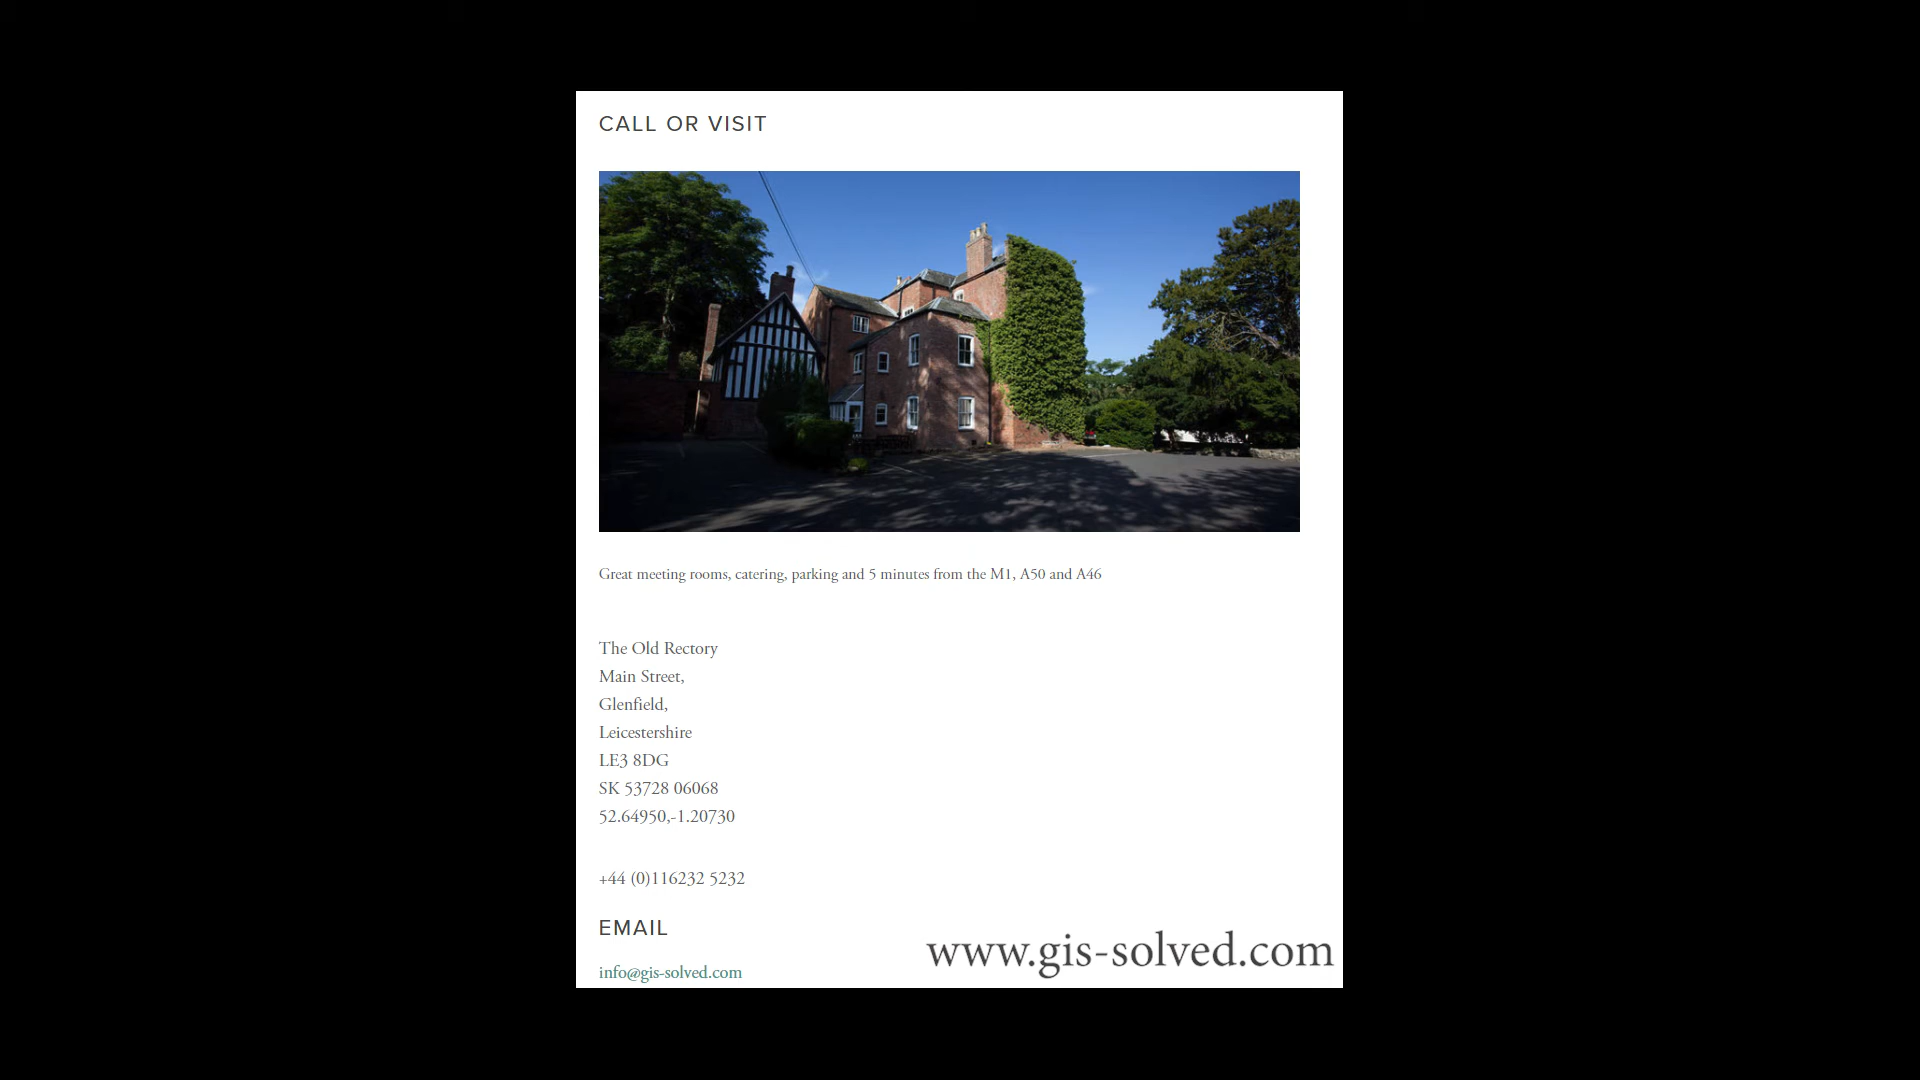 CALL OR VISIT
Great meeting rooms, catering, parking and 5 minutes from the M1, A50 and A46
The Old Rectory
Main Street,
Glenfield,
Leicestershire
LE3 8DG
SK 53728 06068
52.64950,-1.20730
+44 (0)116232 5232
EMAIL
www.gis-solved.com
info@gis-solved.com